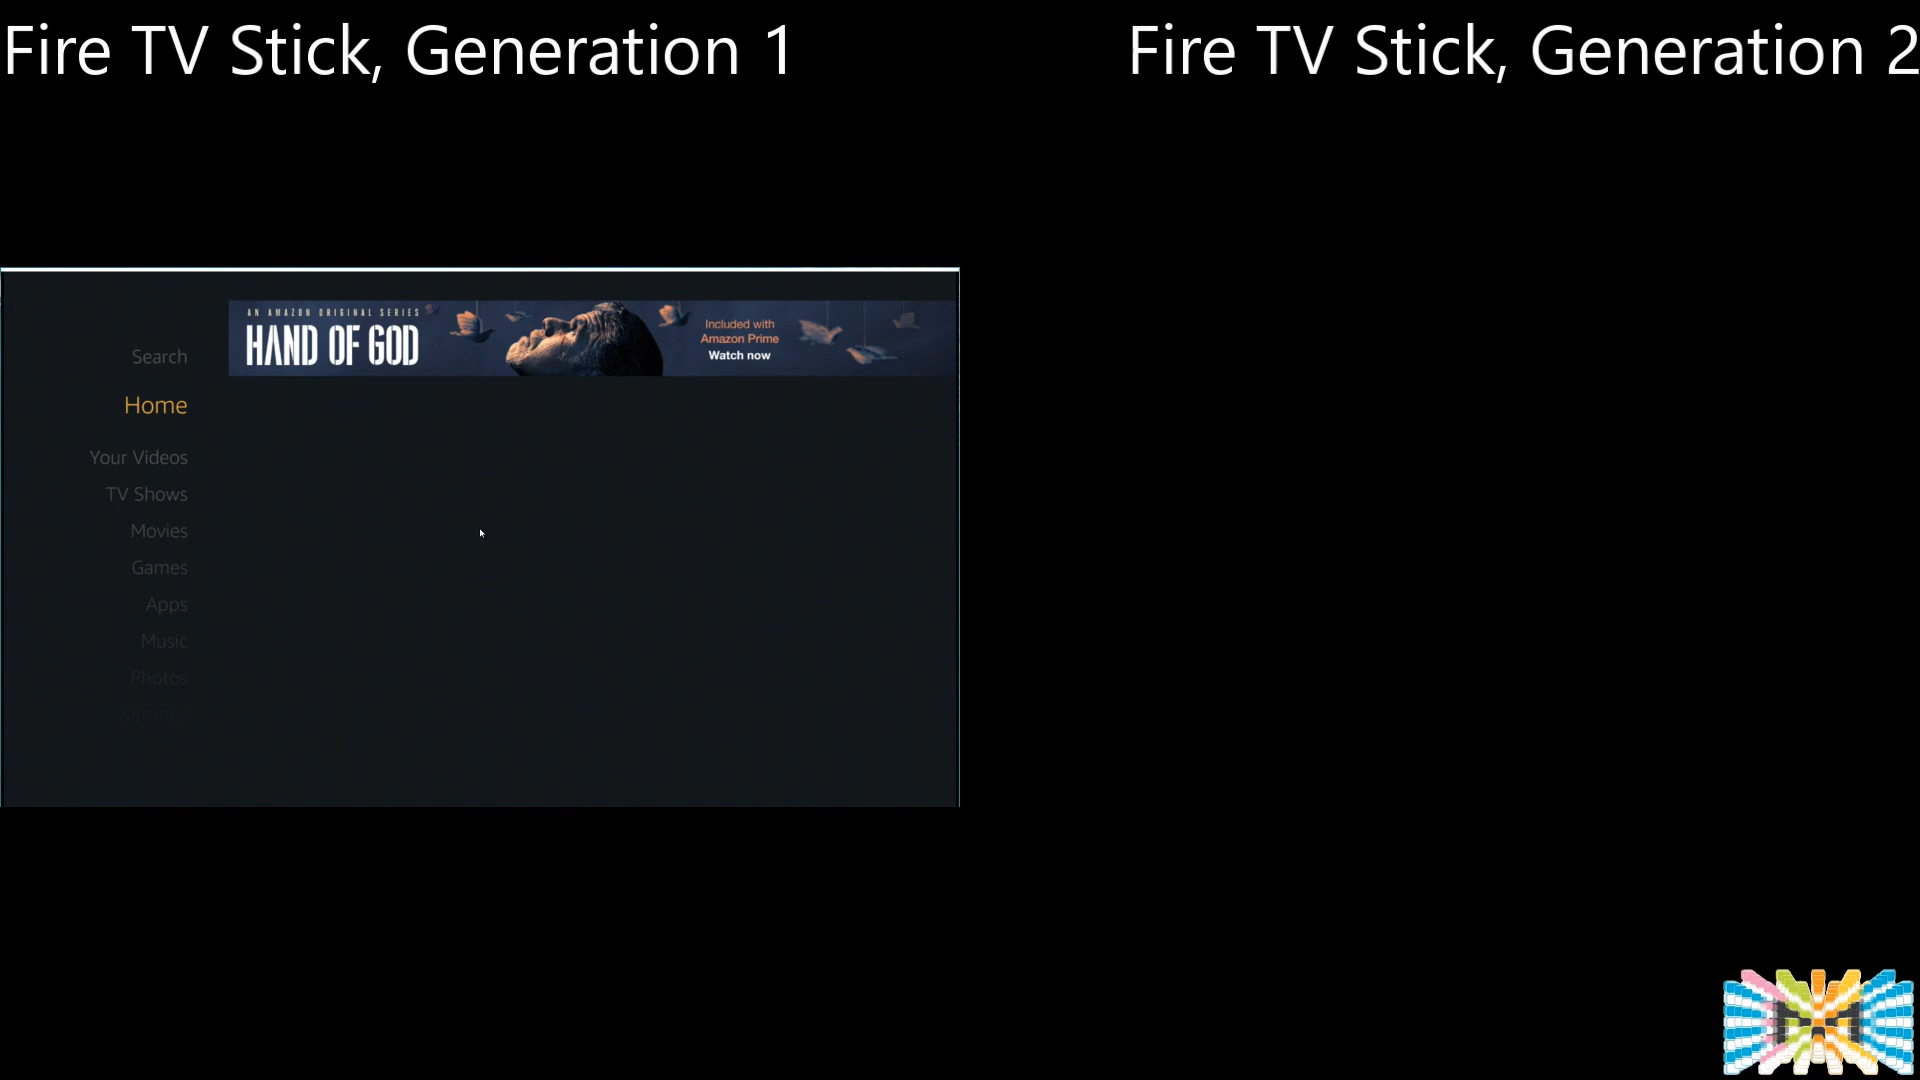 Fire TV Stick, Generation 1
Fire TV Stick, Generation 2
AN AMAZON ORIGINAL SERIES
HAND OF GOD
Included with
Amazon Prime
Watch now
Search
Home
Your Videos
TV Shows
Movies
Games
Apps
Music
Photos
Settings